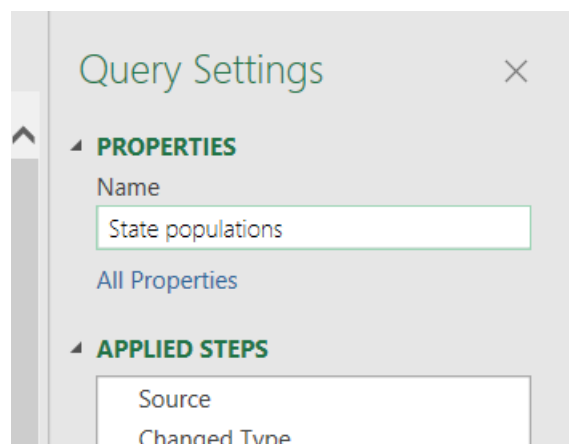 Query Settings
PROPERTIES
Name
State populations
All Properties
APPLIED STEPS
Source
Changed Type